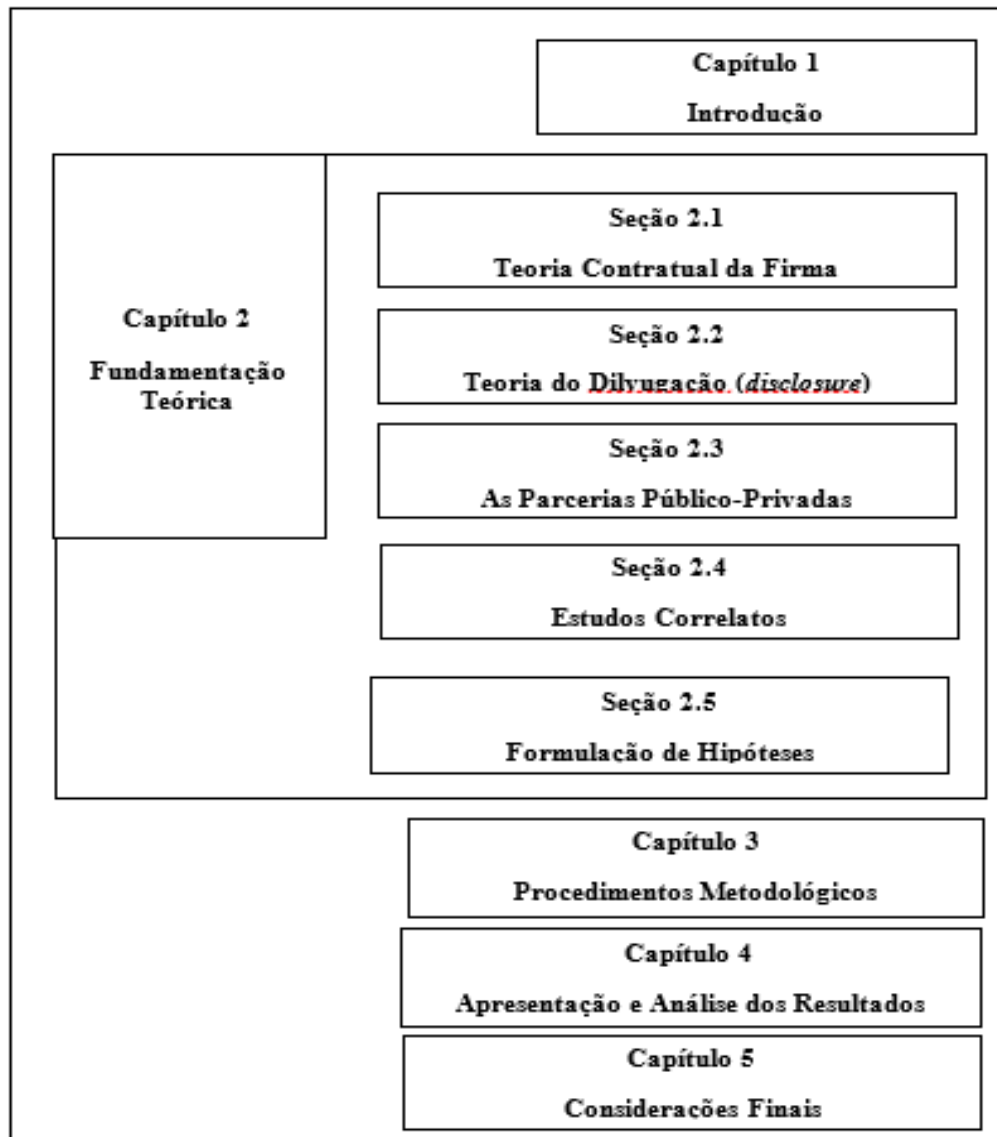 Capítulo 1
Introdução
Capítulo 2
Fundamentação
Teórica
Seção 2.1
Teoria Contratual da Firma
Seção 2.2
Teoria do Dilvugação (disclosure)
Seção 2.3
As Parcerias Público-Privadas
Seção 2.4
Estudos Correlatos
Seção 2.5
Formulação de Hipóteses
Capítulo 3
Procedimentos Metodológicos
Capítulo 4
Apresentação e Análise dos Resultados
Capítulo 5
Considerações Finais